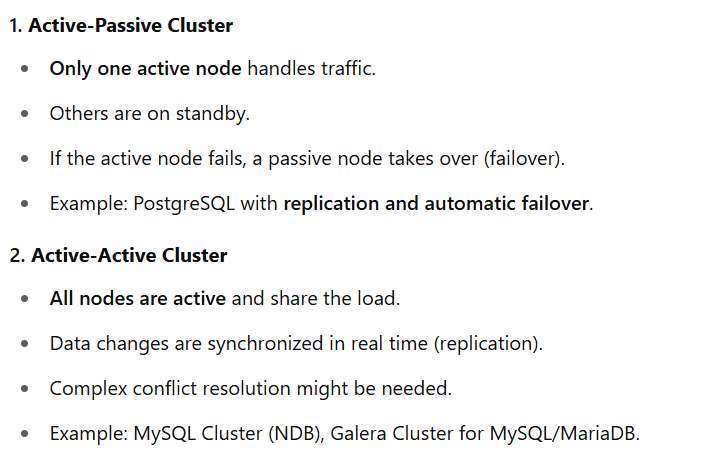 1. Active-Passive Cluster
• Only one active node handles traffic.
• Others are on standby.
• If the active node fails, a passive node takes over (failover).
• Example: PostgreSQL with replication and automatic failover.
2. Active-Active Cluster
• All nodes are active and share the load.
• Data changes are synchronized in real time (replication).
• Complex conflict resolution might be needed.
• Example: MySQL Cluster (NDB), Galera Cluster for MySQL/MariaDB.